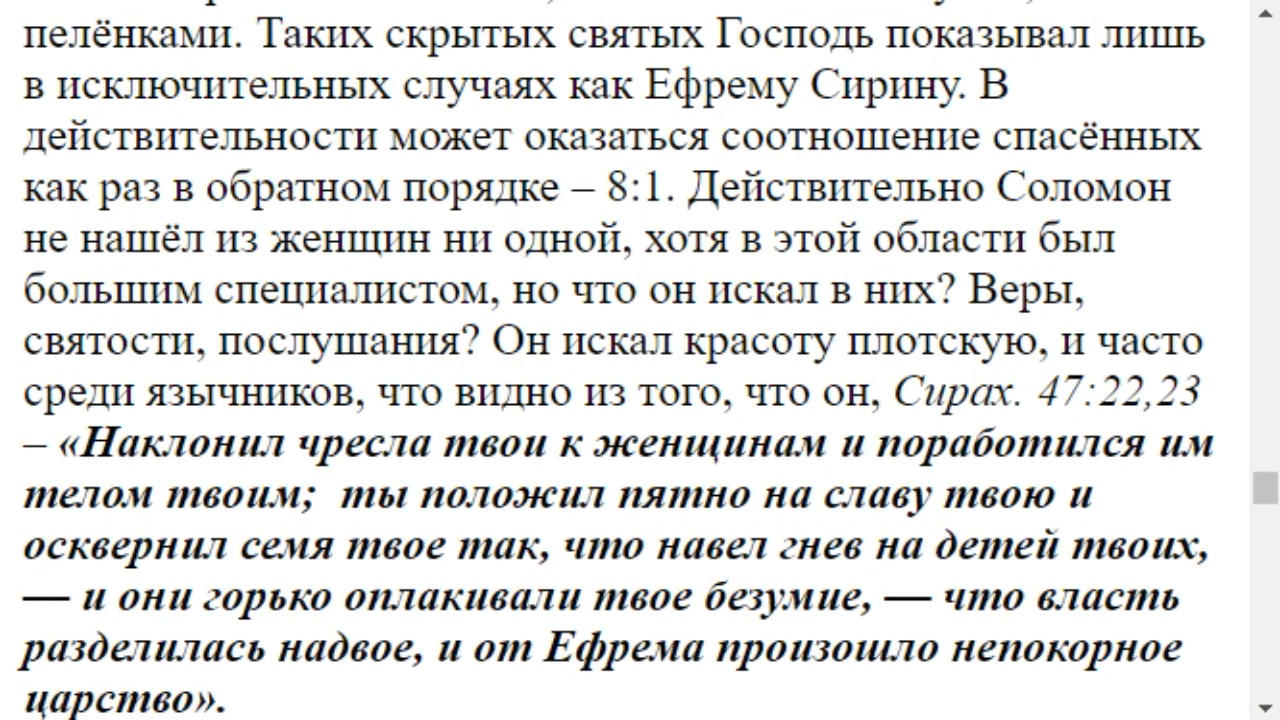 пелёнками. Таких скрытых святых Господь показывал лишь
в исключительных случаях как Ефрему Сирину. В
действительности может оказаться соотношение спасённых
как раз в обратном порядке – 8:1. Действительно Соломон
не нашёл из женщин ни одной, хотя в этой области был
большим специалистом, но что он искал в них? Веры,
святости, послушания? Он искал красоту плотскую, и часто
среди язычников, что видно из того, что он, Сирах. 47:22,23
– «Наклонил чресла твои к женщинам и поработился им
телом твоим;  ты положил пятно на славу твою и
осквернил семя твое так, что навел гнев на детей твоих,
— и они горько оплакивали твое безумие, — что власть
разделилась надвое, и от Ефрема произошло непокорное
царство».